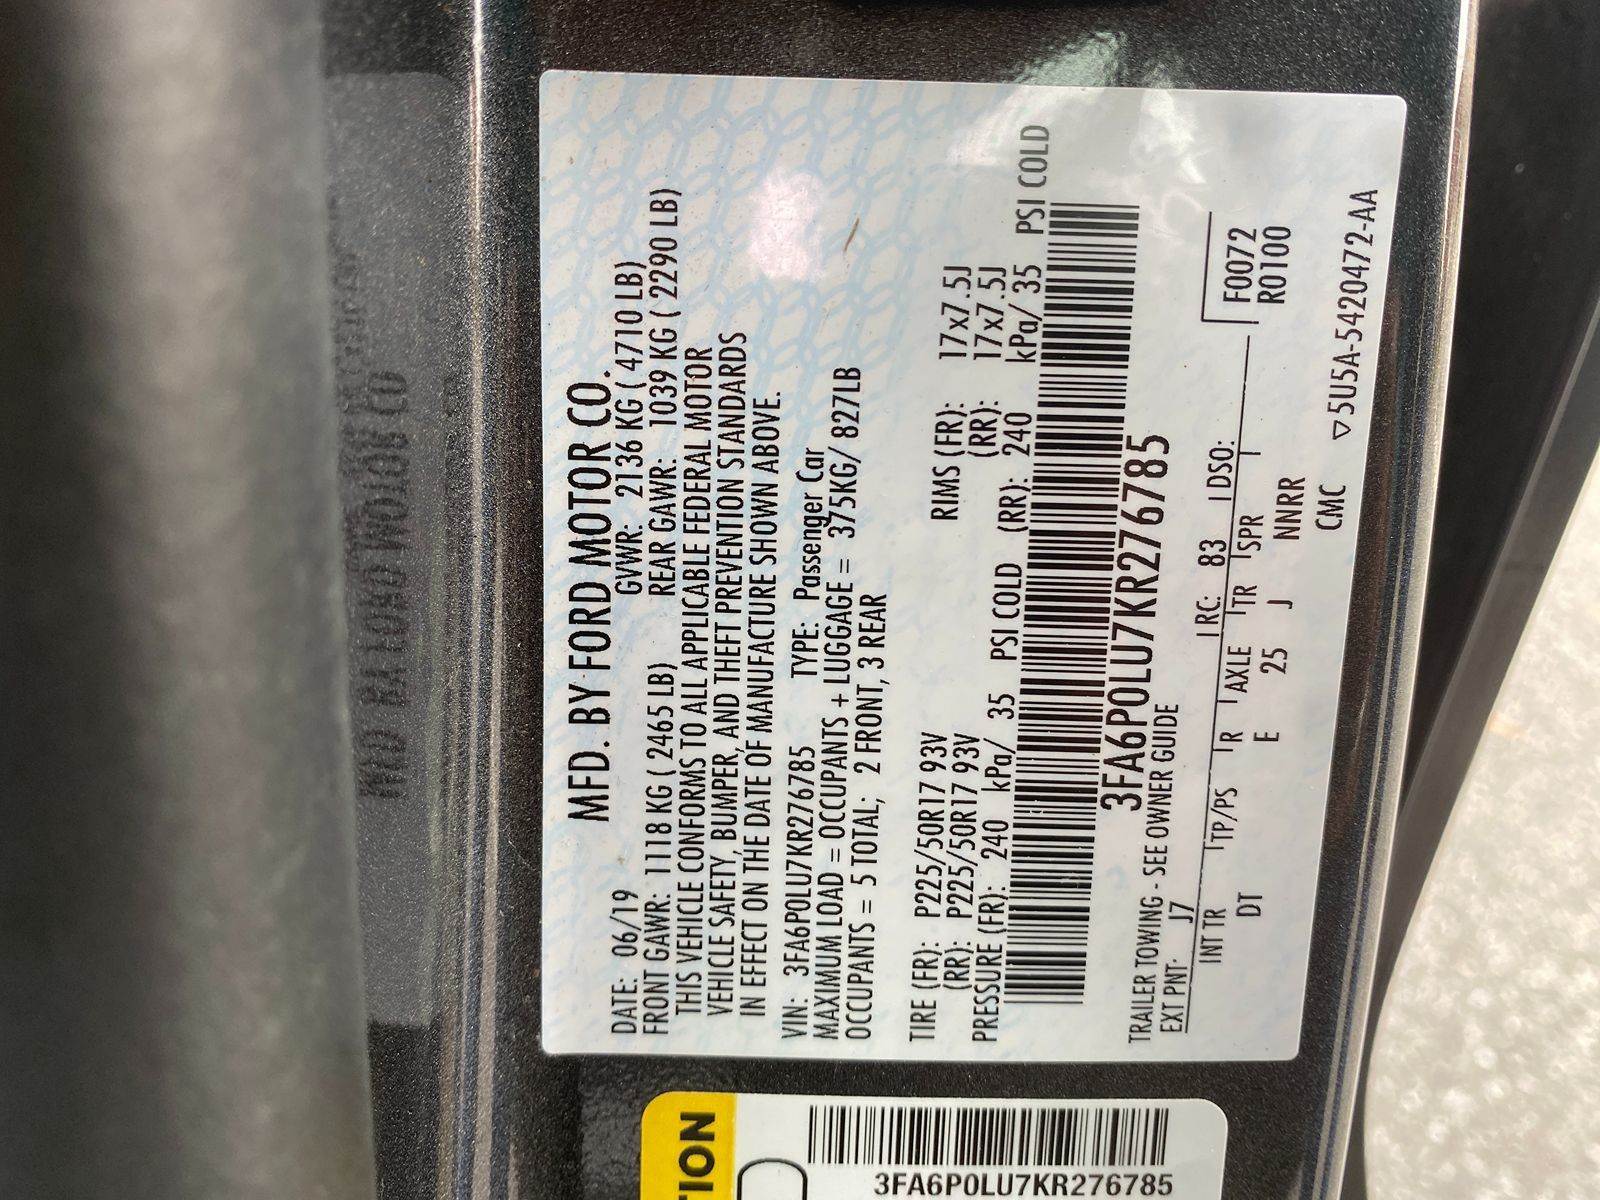 MFD. BY FORD MOTOR CO.
DATE: 06/19 GVWR: 2136 KG ( 4710 LB)
FRONT GAWR: 1118 KG ( 2465 LB) REAR GAWR: 1039 KG ( 2290 LB)
THIS VEHICLE CONFORMS TO ALL APPLICABLE FEDERAL MOTOR
VEHICLE SAFETY, BUMPER, AND THEFT PREVENTION STANDARDS
IN EFFECT ON THE DATE OF MANUFACTURE SHOWN ABOVE.
VIN: 3FA6P0LU7KR276785 TYPE: Passenger Car
MAXIMUM LOAD = OCCUPANTS + LUGGAGE = 375KG/ 827LB
OCCUPANTS = 5 TOTAL; 2 FRONT, 3 REAR
TIRE (FR): P225/50R17 93V RIMS (FR): 17x7.5J
(RR): P225/50R17 93V (RR): 17x7.5J
PRESSURE (FR): 240 kPa/ 35 PSI COLD (RR): 240 kPa/ 35 PSI COLD
3FA6P0LU7KR276785
TRAILER TOWING - SEE OWNER GUIDE
EXT PNT: J7 RC: 83 DSO: F0072
R0100
INT TR TP/PS R AXLE TR SPR
DT E 25 J NNRR
CMC ▽5U5A-5420472-AA
TION
3FA6P0LU7KR276785